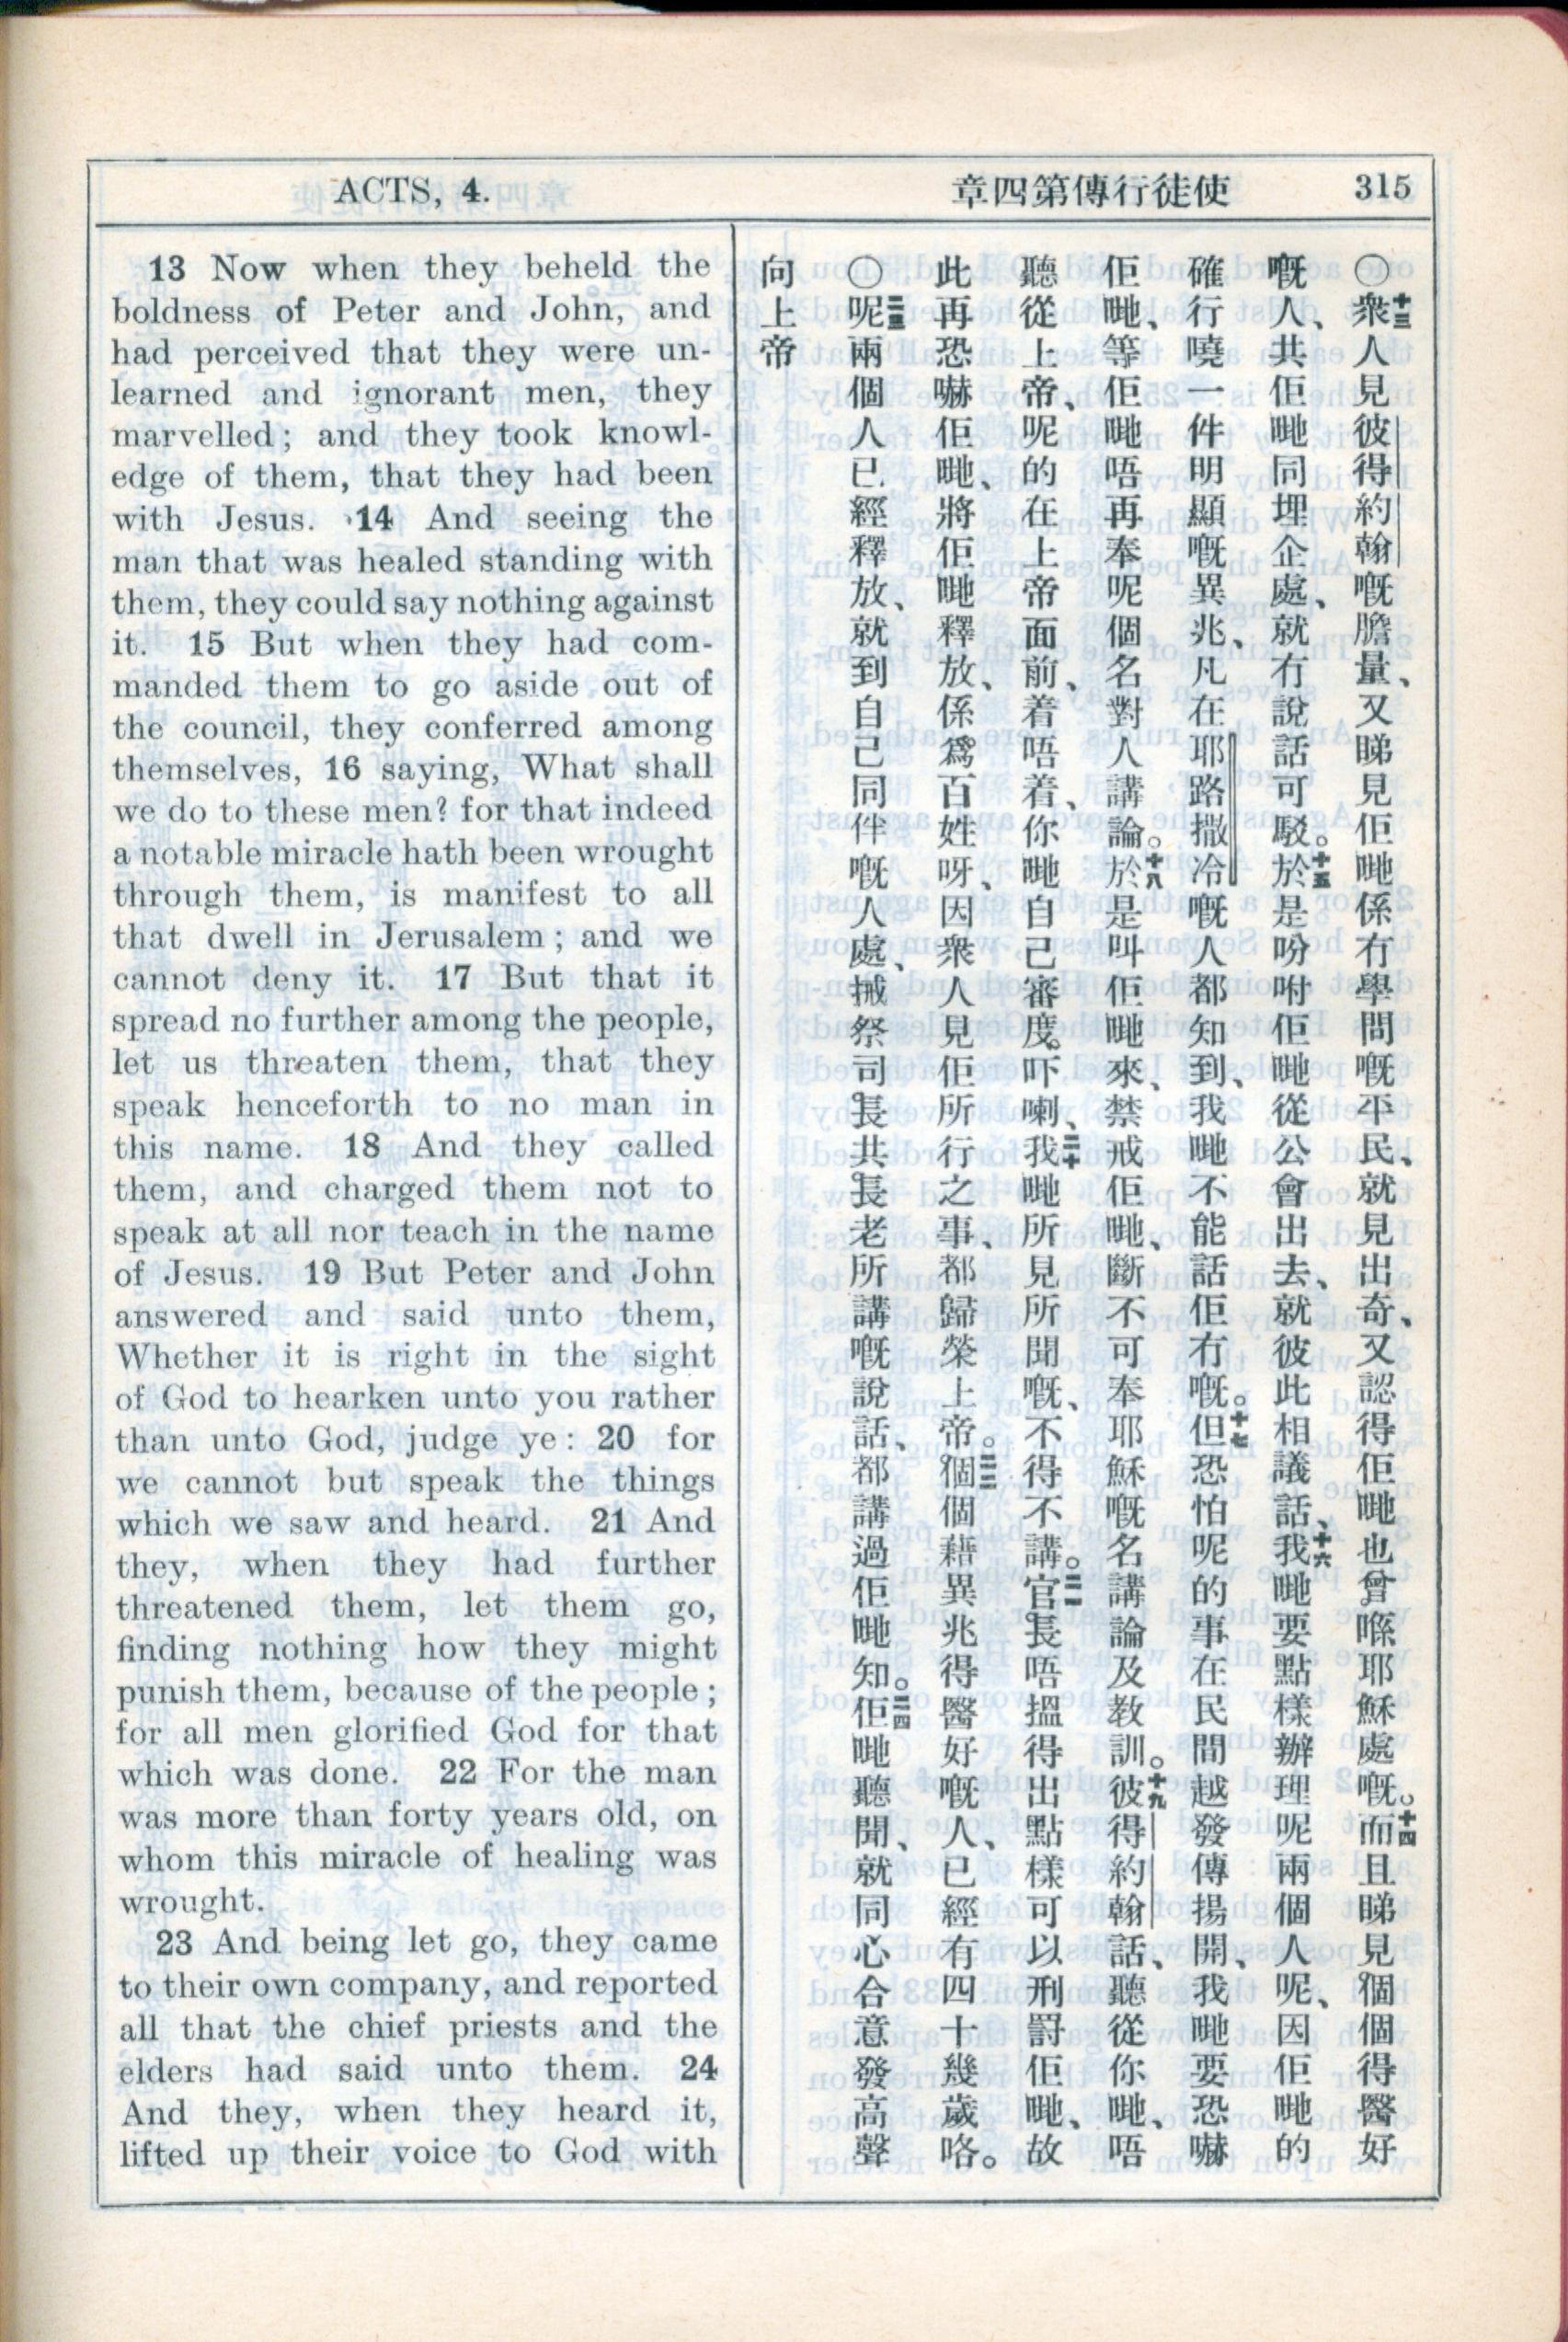 ACTS, 4.
章四第傳行徒使
315
13 Now when they beheld the
boldness of Peter and John, and
had perceived that they were un-
learned and ignorant men, they
marvelled; and they took knowl-
edge of them, that they had been
with Jesus. 14 And seeing the
man that was healed standing with
them, they could say nothing against
it. 15 But when they had com-
manded them to go aside out of
the council, they conferred among
themselves, 16 saying, What shall
we do to these men? for that indeed
a notable miracle hath been wrought
through them, is manifest to all
that dwell in Jerusalem; and we
cannot deny it. 17 But that it
spread no further among the people,
let us threaten them, that they
speak henceforth to no man in
this name. 18 And they called
them, and charged them not to
speak at all nor teach in the name
of Jesus. 19 But Peter and John
answered and said unto them,
Whether it is right in the sight
of God to hearken unto you rather
than unto God, judge ye: 20 for
we cannot but speak the things
which we saw and heard. 21 And
they, when they had further
threatened them, let them go,
finding nothing how they might
punish them, because of the people;
for all men glorified God for that
which was done. 22 For the man
was more than forty years old, on
whom this miracle of healing was
wrought.
23 And being let go, they came
to their own company, and reported
all that the chief priests and the
elders had said unto them. 24
And they, when they heard it,
lifted up their voice to God with
〇十三衆人見彼得約翰嘅膽量、又睇見佢哋係冇學問嘅平民、就見出奇、又認得佢哋也曾喺耶穌處嘅。十四而且睇見個個得醫好
嘅人、共佢哋同埋企處、就冇說話可駁。十五於是吩咐佢哋從公會出去、就彼此相議話、十六我哋要點樣辦理呢兩個人呢、因佢哋的
確行嘵一件明顯嘅異兆、凡在耶路撒冷嘅人都知到、我哋不能話佢冇嘅。十七但恐怕呢的事在民間越發傳揚開、我哋要恐嚇
佢哋、等佢哋唔再奉呢個名對人講論。十八於是叫佢哋來、禁戒佢哋、斷不可奉耶穌嘅名講論及教訓。十九彼得約翰話、聽從你哋、唔
聽從上帝、呢的在上帝面前、着唔着、你哋自己審度吓喇、二十我哋所見所聞嘅、不得不講。二一官長唔搵得出點樣可以刑罰佢哋、故
此再恐嚇佢哋、將佢哋釋放、係爲百姓呀、因衆人見佢所行之事、都歸榮上帝。二二個個藉異兆得醫好嘅人、已經有四十幾歲咯。
〇二三呢兩個人已經釋放、就到自己同伴嘅人處、𢫏祭司長共長老所講嘅說話、都講過佢哋知。二四佢哋聽聞、就同心合意發高聲
向上帝